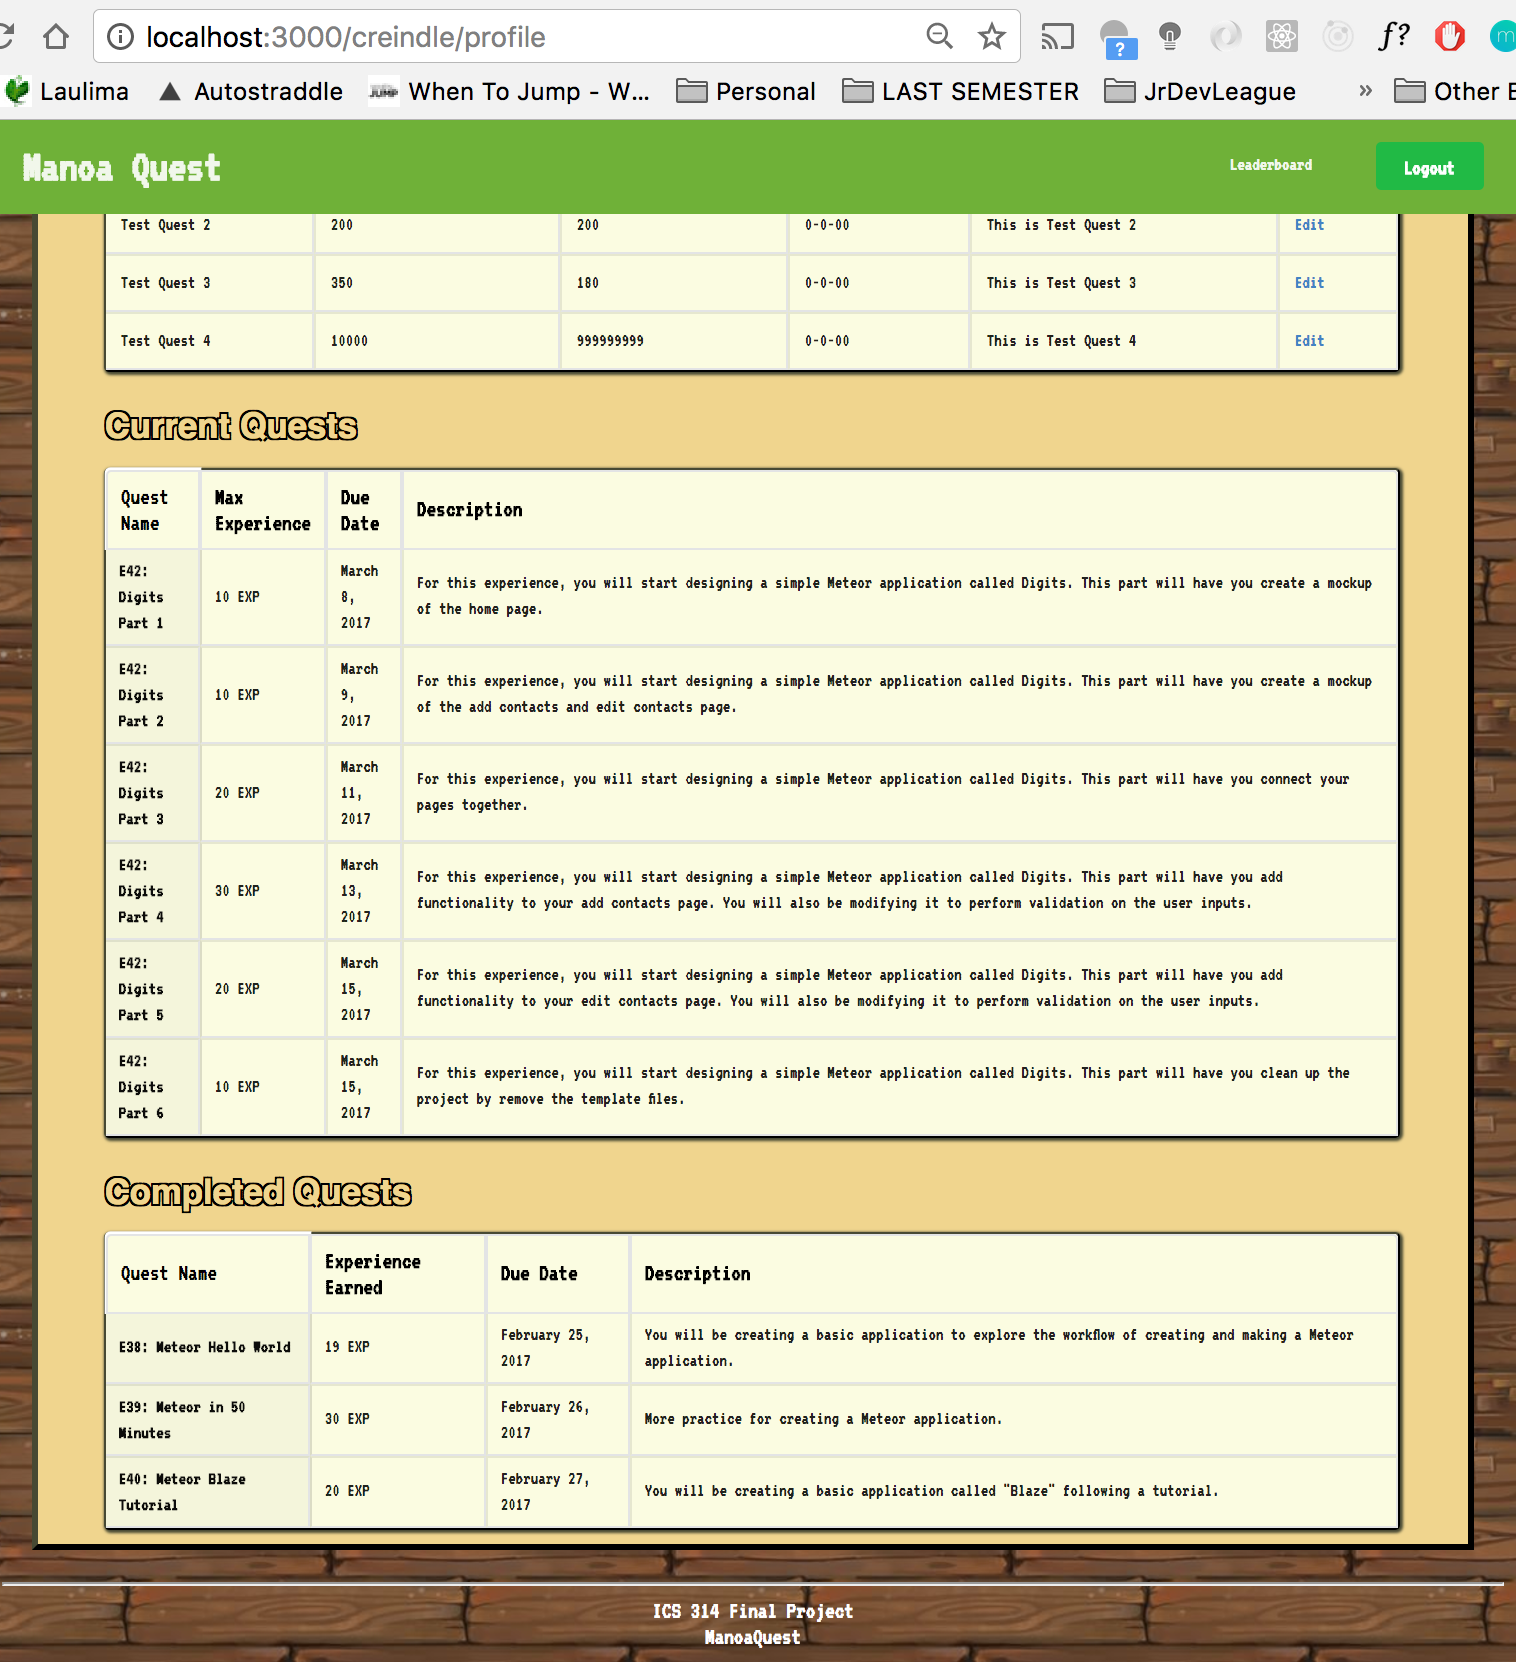 localhost:3000/creindle/profile
f?
?
m
Laulima
Autostraddle
JUMP
When To Jump - W...
Personal
LAST SEMESTER
JrDevLeague
»
Other B
Manoa Quest
Leaderboard
Logout
Test Quest 2 200 200 0-0-00 This is Test Quest 2 Edit
Test Quest 3 350 180 0-0-00 This is Test Quest 3 Edit
Test Quest 4 10000 999999999 0-0-00 This is Test Quest 4 Edit
Current Quests
Quest
Name
Max
Experience
Due
Date
Description
E42:
Digits
Part 1
10 EXP
March
8,
2017
For this experience, you will start designing a simple Meteor application called Digits. This part will have you create a mockup
of the home page.
E42:
Digits
Part 2
10 EXP
March
9,
2017
For this experience, you will start designing a simple Meteor application called Digits. This part will have you create a mockup
of the add contacts and edit contacts page.
E42:
Digits
Part 3
20 EXP
March
11,
2017
For this experience, you will start designing a simple Meteor application called Digits. This part will have you connect your
pages together.
E42:
Digits
Part 4
30 EXP
March
13,
2017
For this experience, you will start designing a simple Meteor application called Digits. This part will have you add
functionality to your add contacts page. You will also be modifying it to perform validation on the user inputs.
E42:
Digits
Part 5
20 EXP
March
15,
2017
For this experience, you will start designing a simple Meteor application called Digits. This part will have you add
functionality to your edit contacts page. You will also be modifying it to perform validation on the user inputs.
E42:
Digits
Part 6
10 EXP
March
15,
2017
For this experience, you will start designing a simple Meteor application called Digits. This part will have you clean up the
project by remove the template files.
Completed Quests
Quest Name
Experience
Earned
Due Date
Description
E38: Meteor Hello World
19 EXP
February 25,
2017
You will be creating a basic application to explore the workflow of creating and making a Meteor
application.
E39: Meteor in 50
Minutes
30 EXP
February 26,
2017
More practice for creating a Meteor application.
E40: Meteor Blaze
Tutorial
20 EXP
February 27,
2017
You will be creating a basic application called "Blaze" following a tutorial.
ICS 314 Final Project
ManoaQuest